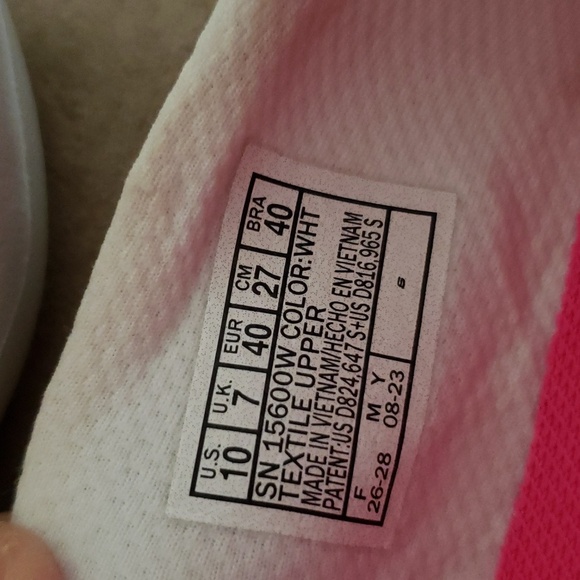 U.S. U.K. EUR CM BRA
10 7 40 27 40
SN 15600W COLOR:WHT
TEXTILE UPPER
MADE IN VIETNAM/HECHO EN VIETNAM
PATENT:US D824,647 S+US D816,965 S
F M Y
26-28 08-23